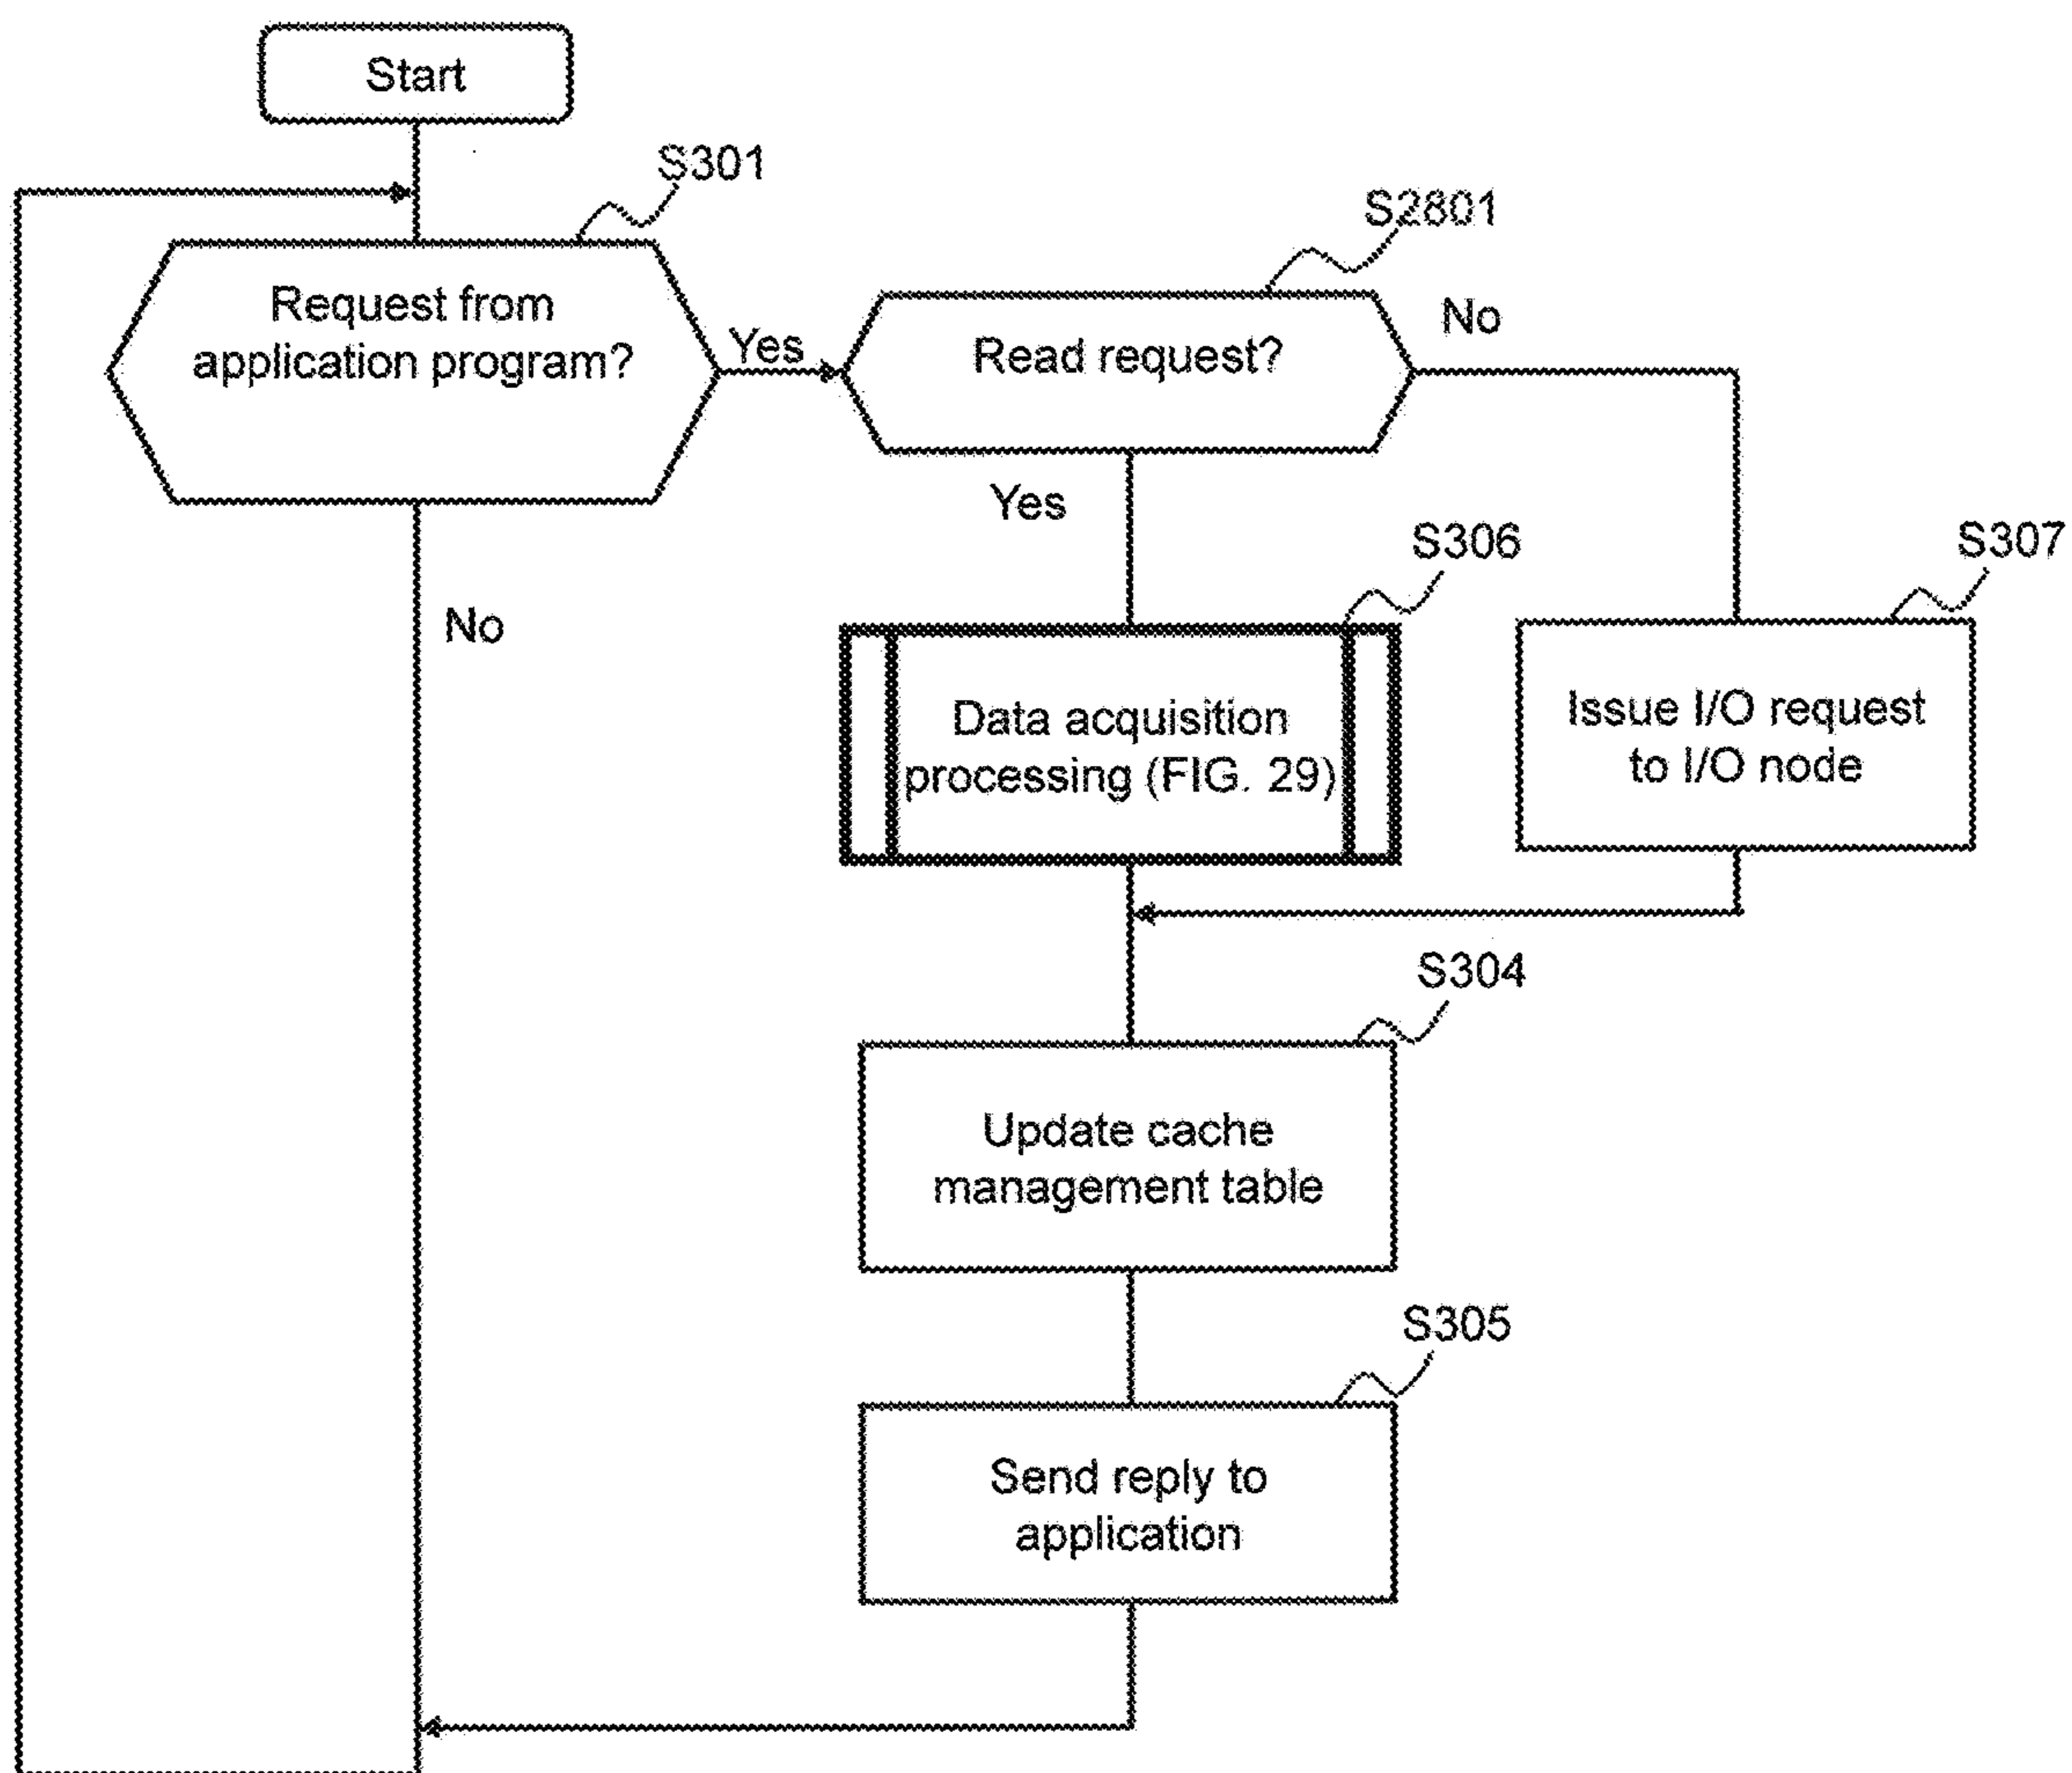 Start
S301
S2801
Request from
application program?
Yes
Read request?
No
Yes
S306
S307
No
Data acquisition
processing (FIG. 29)
Issue I/O request
to I/O node
S304
Update cache
management table
S305
Send reply to
application